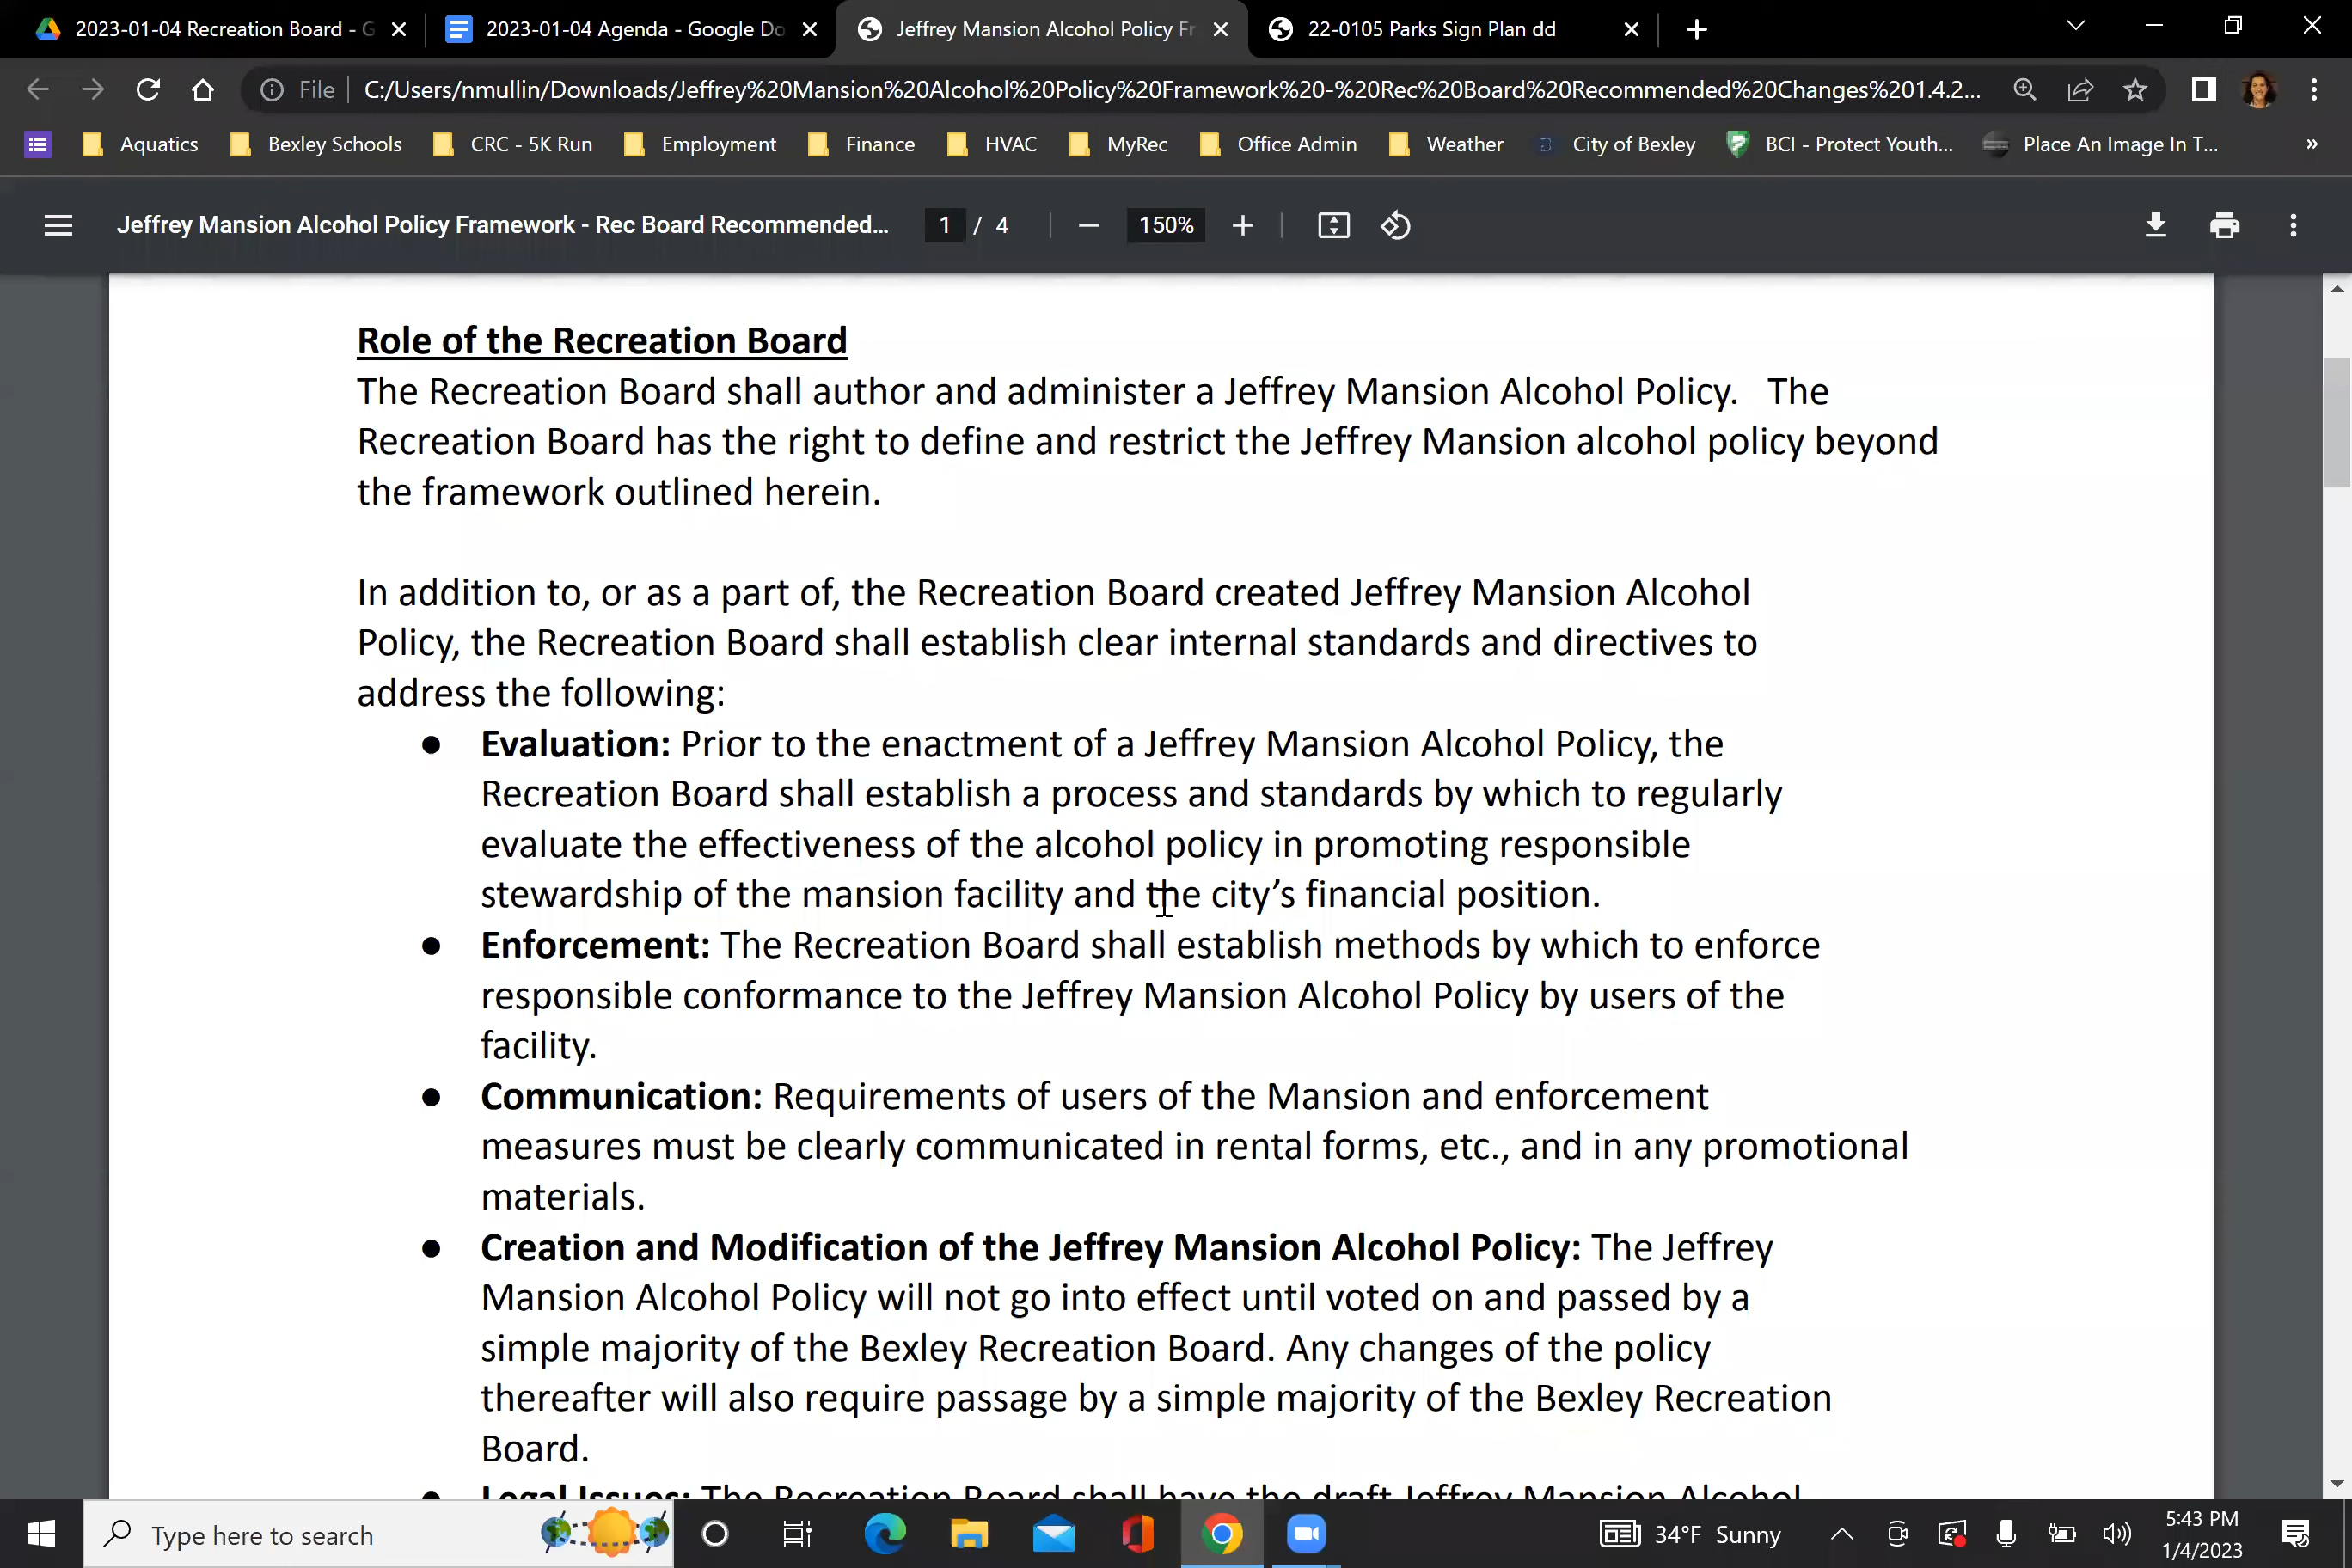 2023-01-04 Recreation Board - G
2023-01-04 Agenda - Google Do
Jeffrey Mansion Alcohol Policy Fr
22-0105 Parks Sign Plan dd
File
C:/Users/nmullin/Downloads/Jeffrey%20Mansion%20Alcohol%20Policy%20Framework%20-%20Rec%20Board%20Recommended%20Changes%201.4.2...
Aquatics
Bexley Schools
CRC - 5K Run
Employment
Finance
HVAC
MyRec
Office Admin
Weather
City of Bexley
BCI - Protect Youth...
Place An Image In T...
»
Jeffrey Mansion Alcohol Policy Framework - Rec Board Recommended...
1 / 4
150%
Role of the Recreation Board
The Recreation Board shall author and administer a Jeffrey Mansion Alcohol Policy. The
Recreation Board has the right to define and restrict the Jeffrey Mansion alcohol policy beyond
the framework outlined herein.
In addition to, or as a part of, the Recreation Board created Jeffrey Mansion Alcohol
Policy, the Recreation Board shall establish clear internal standards and directives to
address the following:
● Evaluation: Prior to the enactment of a Jeffrey Mansion Alcohol Policy, the
Recreation Board shall establish a process and standards by which to regularly
evaluate the effectiveness of the alcohol policy in promoting responsible
stewardship of the mansion facility and the city’s financial position.
● Enforcement: The Recreation Board shall establish methods by which to enforce
responsible conformance to the Jeffrey Mansion Alcohol Policy by users of the
facility.
● Communication: Requirements of users of the Mansion and enforcement
measures must be clearly communicated in rental forms, etc., and in any promotional
materials.
● Creation and Modification of the Jeffrey Mansion Alcohol Policy: The Jeffrey
Mansion Alcohol Policy will not go into effect until voted on and passed by a
simple majority of the Bexley Recreation Board. Any changes of the policy
thereafter will also require passage by a simple majority of the Bexley Recreation
Board.
● Legal Issues: The Recreation Board shall have the draft Jeffrey Mansion Alcohol
Type here to search
34°F Sunny
5:43 PM
1/4/2023